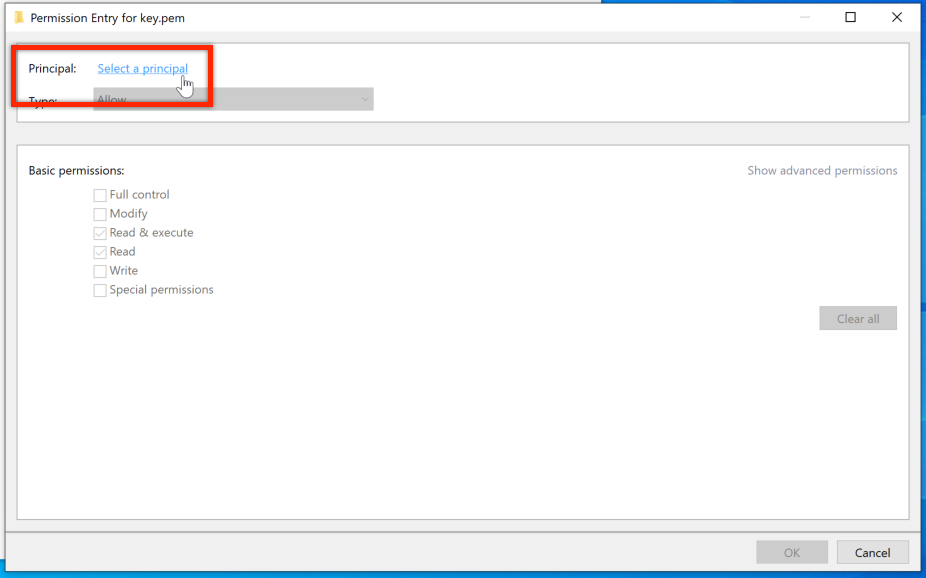 Permission Entry for key.pem
Principal: Select a principal
Type: Allow
Basic permissions: Show advanced permissions
Full control
Modify
Read & execute
Read
Write
Special permissions
Clear all
OK Cancel